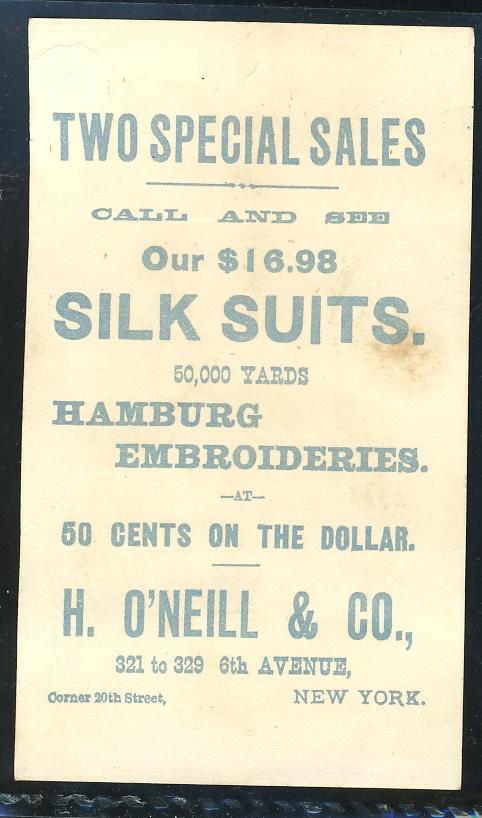 TWO SPECIAL SALES
CALL AND SEE
Our $16.98
SILK SUITS.
50,000 YARDS
HAMBURG
EMBROIDERIES.
—AT—
50 CENTS ON THE DOLLAR.
H. O'NEILL & CO.,
321 to 329 6th AVENUE,
Corner 20th Street, NEW YORK.